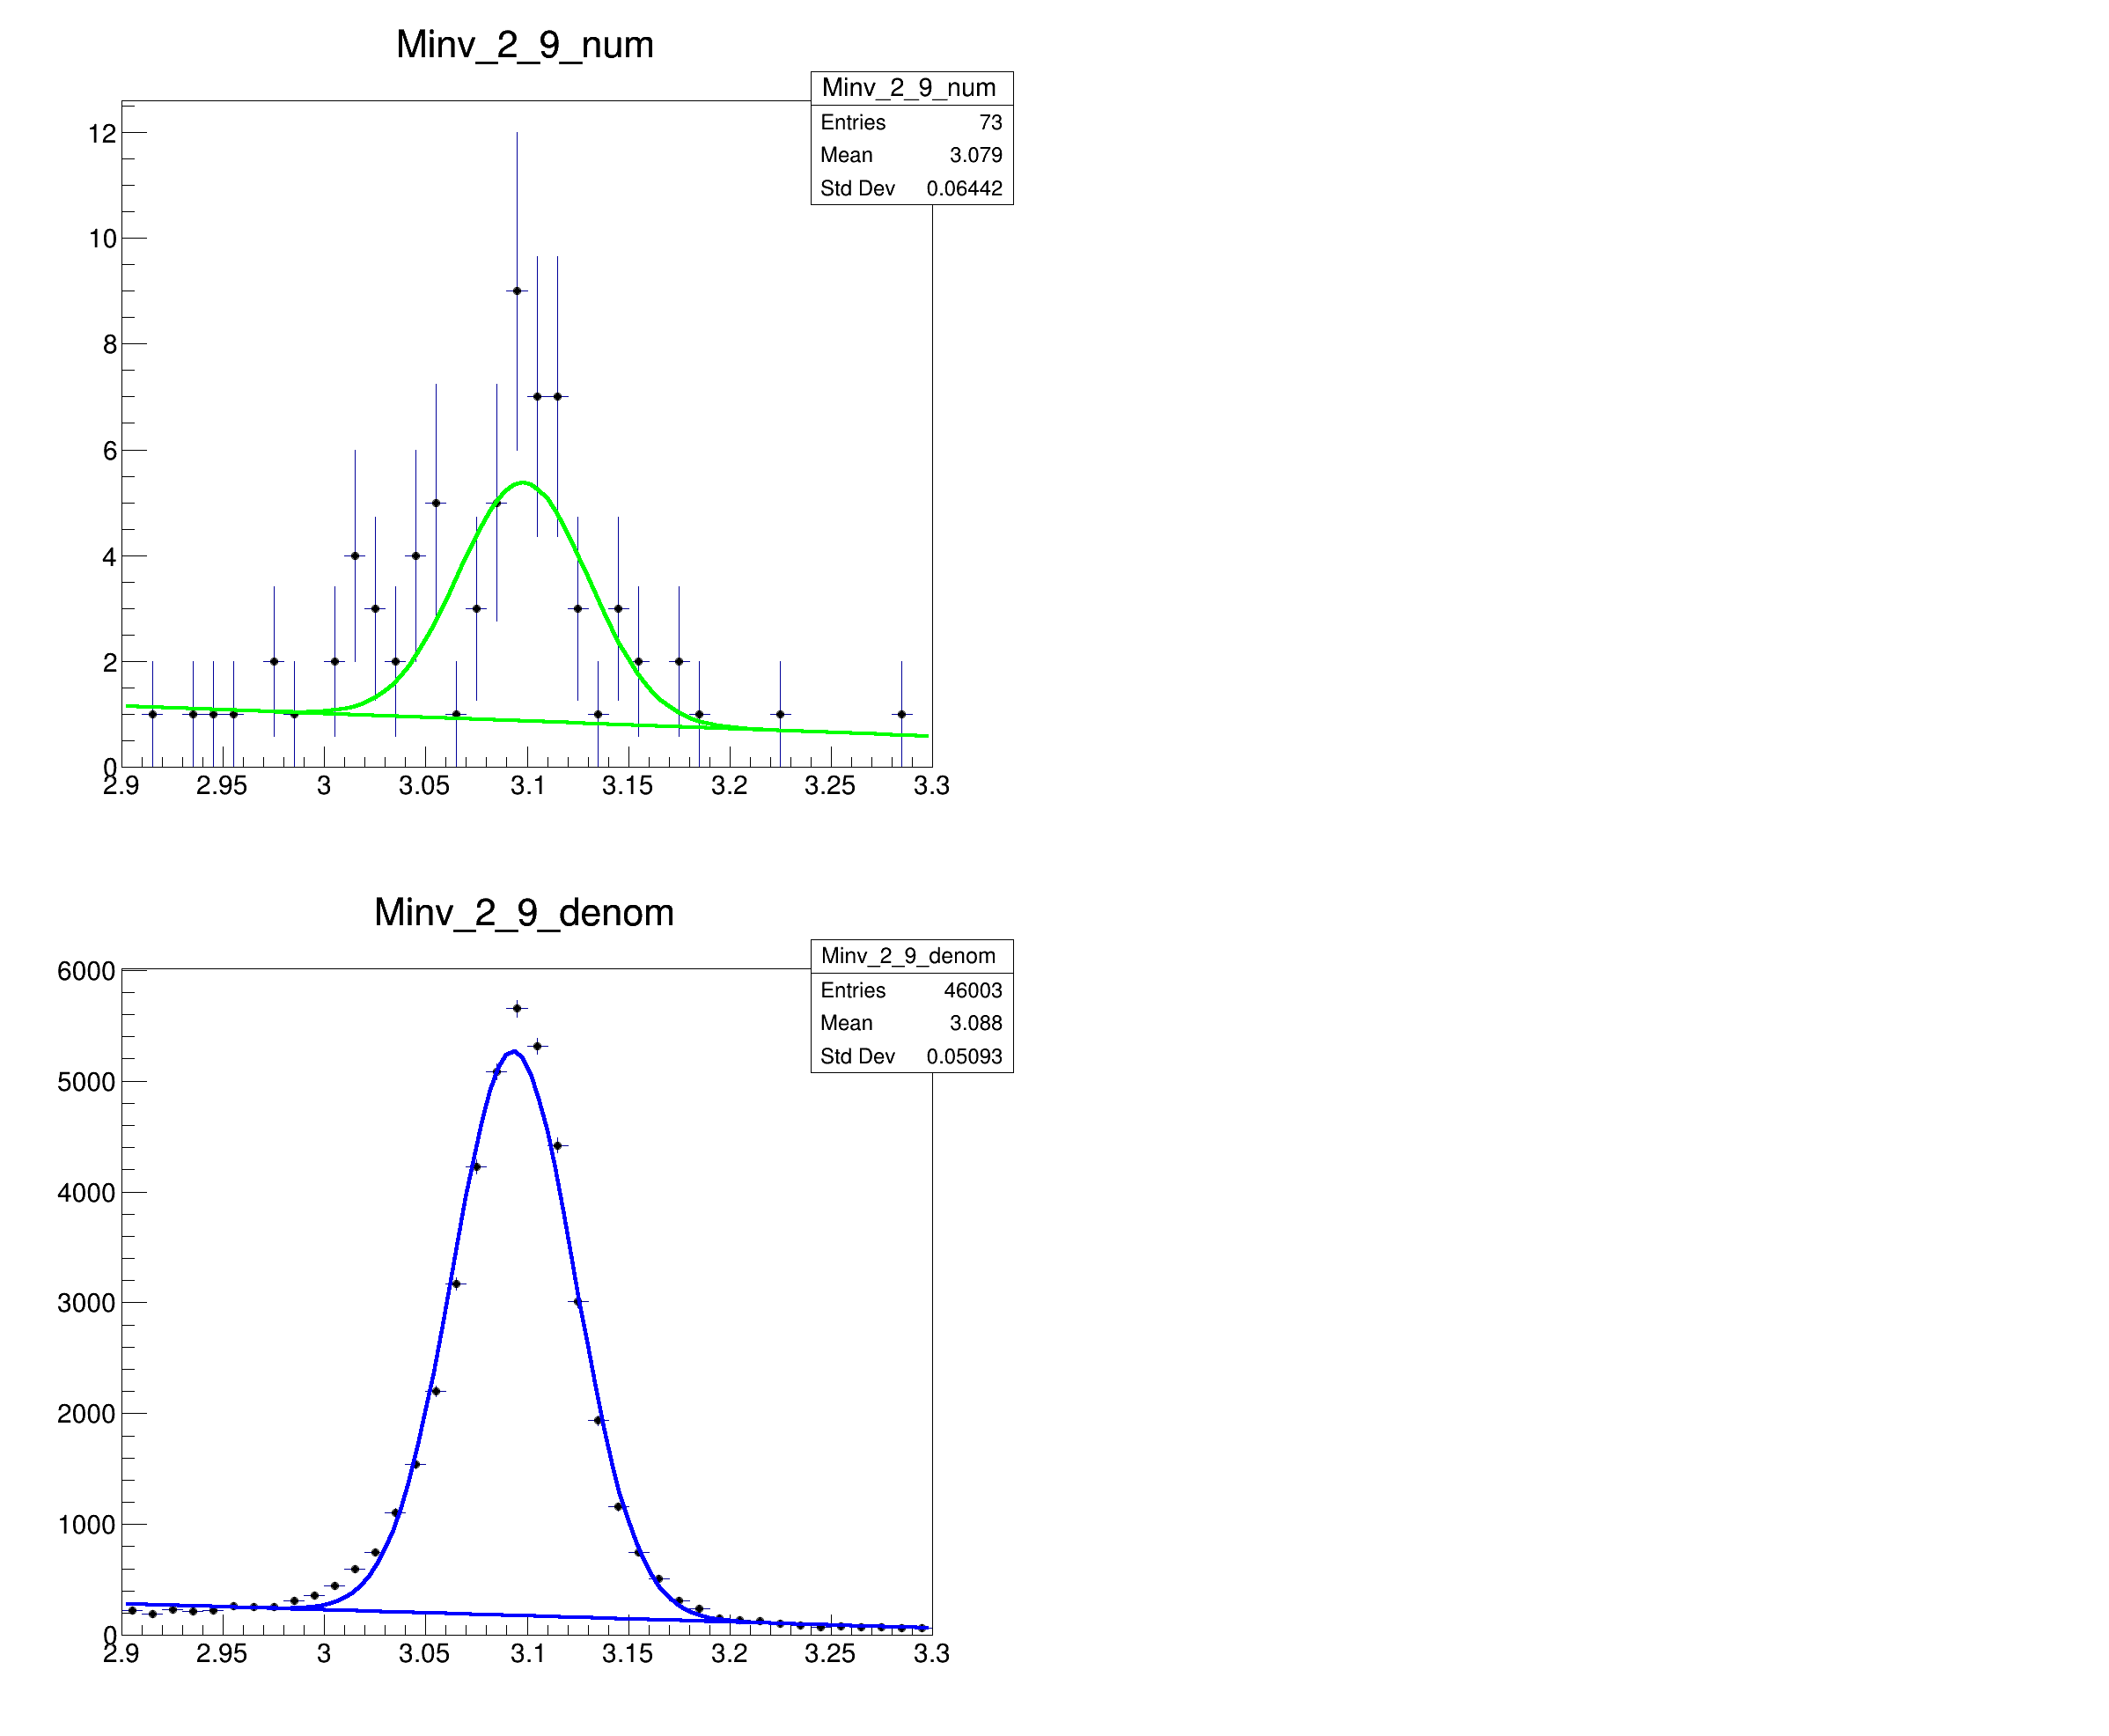 Minv_2_9_num
Minv_2_9_num
Entries 73
Mean 3.079
Std Dev 0.06442
12
10
8
6
4
2
0
2.9 2.95 3 3.05 3.1 3.15 3.2 3.25 3.3
Minv_2_9_denom
Minv_2_9_denom
Entries 46003
Mean 3.088
Std Dev 0.05093
6000
5000
4000
3000
2000
1000
0
2.9 2.95 3 3.05 3.1 3.15 3.2 3.25 3.3